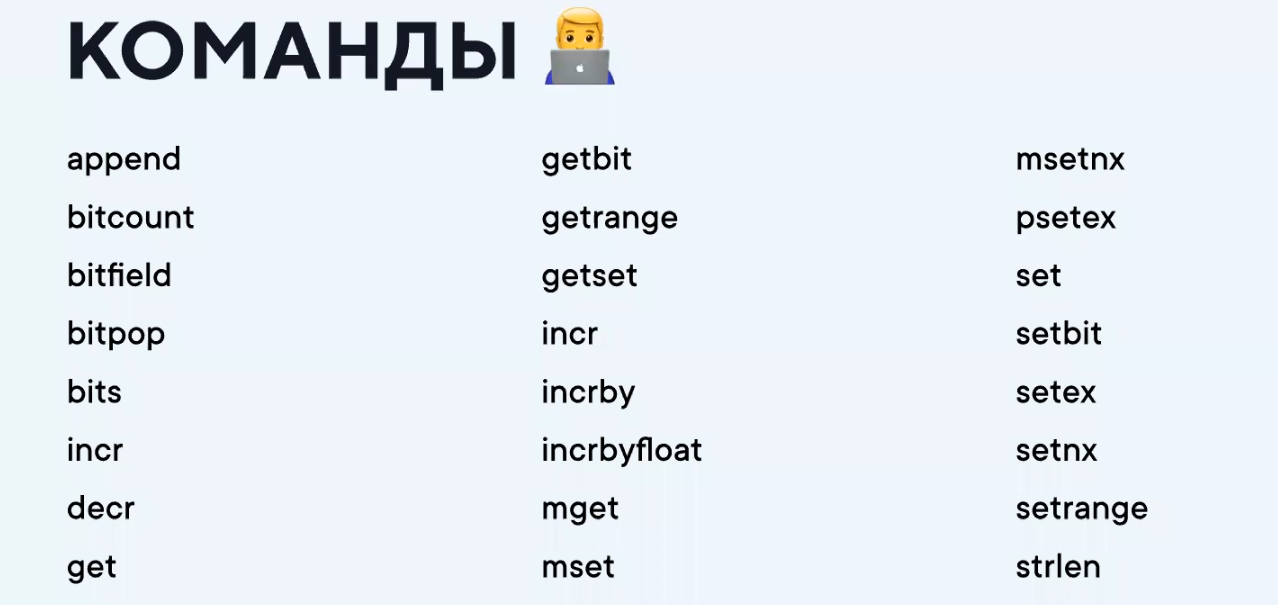 КОМАНДЫ
append
bitcount
bitfield
bitpop
bits
incr
decr
get
getbit
getrange
getset
incr
incrby
incrbyfloat
mget
mset
msetnx
psetex
set
setbit
setex
setnx
setrange
strlen